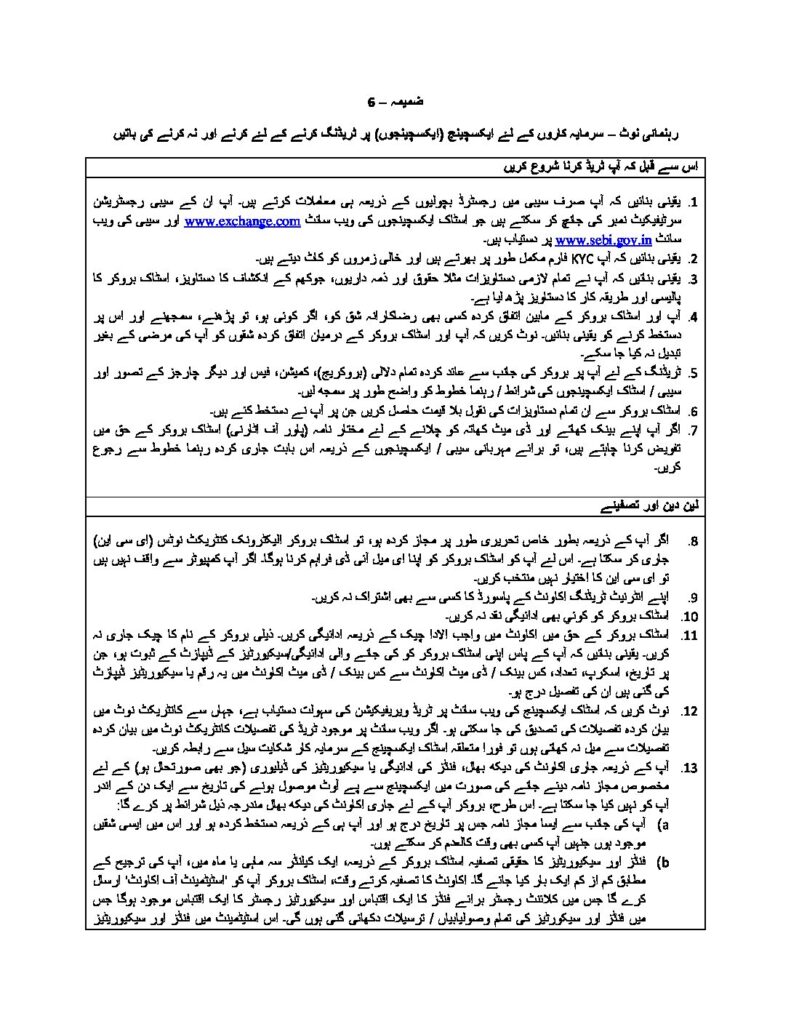 ضمیمہ – 6
رہنمائی نوٹ – سرمایہ کاروں کے لئے ایکسچینج (ایکسچینجوں) پر ٹریڈنگ کرنے کے لئے کرنے اور نہ کرنے کی باتیں
اس سے قبل کہ آپ ٹریڈ کرنا شروع کریں
1. یقینی بنائیں کہ آپ صرف سیبی میں رجسٹرڈ بچولیوں کے ذریعہ ہی معاملات کرتے ہیں۔ آپ ان کے سیبی رجسٹریشن
سرٹیفیکیٹ نمبر کی جانچ کر سکتے ہیں جو اسٹاک ایکسچینجوں کی ویب سائٹ www.exchange.com اور سیبی کی ویب
سائٹ www.sebi.gov.in پر دستیاب ہیں۔
2. یقینی بنائیں کہ آپ KYC فارم مکمل طور پر بھرتے ہیں اور خالی زمروں کو کاٹ دیتے ہیں۔
3. یقینی بنائیں کہ آپ نے تمام لازمی دستاویزات مثلا حقوق اور ذمہ داریوں، جوکھم کے انکشاف کا دستاویز، اسٹاک بروکر کا
پالیسی اور طریقہ کار کا دستاویز پڑھ لیا ہے۔
4. آپ اور اسٹاک بروکر کے مابین اتفاق کردہ کسی بھی رضاکارانہ شق کو، اگر کوئی ہو، تو پڑھنے، سمجھنے اور اس پر
دستخط کرنے کو یقینی بنائیں۔ نوٹ کریں کہ آپ اور اسٹاک بروکر کے درمیان اتفاق کردہ شقوں کو آپ کی مرضی کے بغیر
تبدیل نہ کیا جا سکے۔
5. ٹریڈنگ کے لۓ آپ پر بروکر کی جانب سے عائد کردہ تمام دلالی (بروکریج)، کمیشن، فیس اور دیگر چارجز کے تصور اور
سیبی / اسٹاک ایکسچینجوں کی شرائط / رہنما خطوط کو واضح طور پر سمجھ لیں۔
6. اسٹاک بروکر سے ان تمام دستاویزات کی نقول بلا قیمت حاصل کریں جن پر آپ نے دستخط کئے ہیں۔
7. اگر آپ اپنے بینک کھاتے اور ڈی میٹ کھاتہ کو چلانے کے لۓ مختار نامہ (پاور آف اٹارنی) اسٹاک بروکر کے حق میں
تفویض کرنا چاہتے ہیں، تو برائے مہربانی سیبی / ایکسچینجوں کے ذریعہ اس بابت جاری کردہ رہنما خطوط سے رجوع
کریں۔
لین دین اور تصفیئے
8. اگر آپ کے ذریعہ بطور خاص تحریری طور پر مجاز کردہ ہو، تو اسٹاک بروکر الیکٹرونک کنٹریکٹ نوٹس (ای سی این)
جاری کر سکتا ہے۔ اس لۓ آپ کو اسٹاک بروکر کو اپنا ای میل آئی ڈی فراہم کرنا ہوگا۔ اگر آپ کمپیوٹر سے واقف نہیں ہیں
تو ای سی این کا اختیار نہیں منتخب کریں۔
9. اپنے انٹرنیٹ ٹریڈنگ اکاونٹ کے پاسورڈ کا کسی سے بھی اشتراک نہ کریں۔
10. اسٹاک بروکر کو کوئی بھی ادائیگی نقد نہ کریں۔
11. اسٹاک بروکر کے حق میں اکاونٹ میں واجب الادا چیک کے ذریعہ ادائیگی کریں۔ ذیلی بروکر کے نام کا چیک جاری نہ
کریں۔ یقینی بنائیں کہ آپ کے پاس اپنی اسٹاک بروکر کو کی جانے والی ادائیگی/سیکیورٹیز کے ڈیپازٹ کے ثبوت ہو، جن
پر تاریخ، اسکرپ، تعداد، کس بینک / ڈی میٹ اکاونٹ سے کس بینک / ڈی میٹ اکاونٹ میں یہ رقم یا سیکیوریٹیز ڈیپازٹ
کی گئی ہیں ان کی تفصیل درج ہو۔
12. نوٹ کریں کہ اسٹاک ایکسچینج کی ویب سائٹ پر ٹریڈ ویریفیکیشن کی سہولت دستیاب ہے، جہاں سے کانٹریکٹ نوٹ میں
بیان کردہ تفصیلات کی تصدیق کی جا سکتی ہو۔ اگر ویب سائٹ پر موجود ٹریڈ کی تفصیلات کانٹریکٹ نوٹ میں بیان کردہ
تفصیلات سے میل نہ کھاتی ہوں تو فورا متعلقہ اسٹاک ایکسچینج کے سرمایہ کار شکایت سیل سے رابطہ کریں۔
13. آپ کے ذریعہ جاری اکاونٹ کی دیکھ بھال، فنڈز کی ادائیگی یا سیکیوریٹیز کی ڈیلیوری (جو بھی صورتحال ہو) کے لۓ
مخصوص مجاز نامہ دینے جانے کی صورت میں ایکسچینج سے پے آوٹ موصول ہونے کی تاریخ سے ایک دن کے اندر
آپ کو نہیں کیا جا سکتا ہے۔ اس طرح، بروکر آپ کے لۓ جاری اکاونٹ کی دیکھ بھال مندرجہ ذیل شرائط پر کرے گا:
a) آپ کی جانب سے ایسا مجاز نامہ جس پر تاریخ درج ہو اور آپ ہی کے ذریعہ دستخط کردہ ہو اور اس میں ایسی شقیں
موجود ہوں جنہیں آپ کسی بھی وقت کالعدم کر سکتے ہوں۔
b) فنڈز اور سیکیوریٹیز کا حقیقی تصفیہ اسٹاک بروکر کے ذریعہ، ایک کیلنڈر سہ ماہی یا ماہ میں، آپ کی ترجیح کے
مطابق کم از کم ایک بار کیا جائے گا۔ اکاونٹ کا تصفیہ کرتے وقت، اسٹاک بروکر آپ کو 'اسٹیٹمینٹ آف اکاونٹ' ارسال
کرے گا جس میں کلائنٹ رجسٹر برائے فنڈز کا ایک اقتباس اور سیکیورٹیز رجسٹر کا ایک اقتباس موجود ہوگا جس
میں فنڈز اور سیکورٹیز کی تمام وصولیابیاں / ترسیلات دکھائی گئی ہوں گی۔ اس اسٹیٹمینٹ میں فنڈز اور سیکیوریٹیز